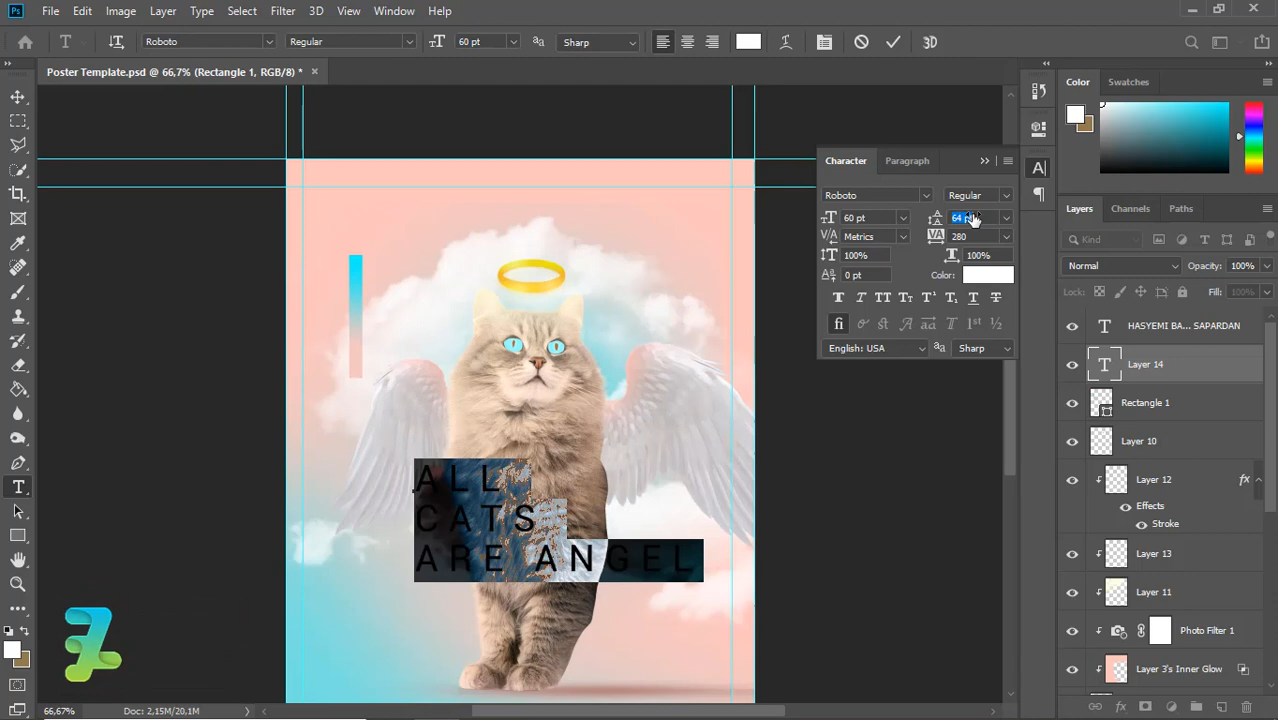 Ps File Edit Image Layer Type Select Filter 3D View Window Help
T Roboto Regular 60 pt Sharp 3D
Poster Template.psd @ 66,7% (Rectangle 1, RGB/8) *
Color Swatches
Character Paragraph
Roboto Regular
60 pt 64 pt
Metrics 280
100% 100%
0 pt Color:
English: USA Sharp
Layers Channels Paths
Kind
Normal Opacity: 100%
Lock: Fill: 100%
HASYEMI BA... SAPARDAN
Layer 14
Rectangle 1
Layer 10
Layer 12 fx
Effects
Stroke
Layer 13
Layer 11
Photo Filter 1
Layer 3's Inner Glow
ALL
CATS
ARE ANGEL
66,67% Doc: 2,15M/20,1M